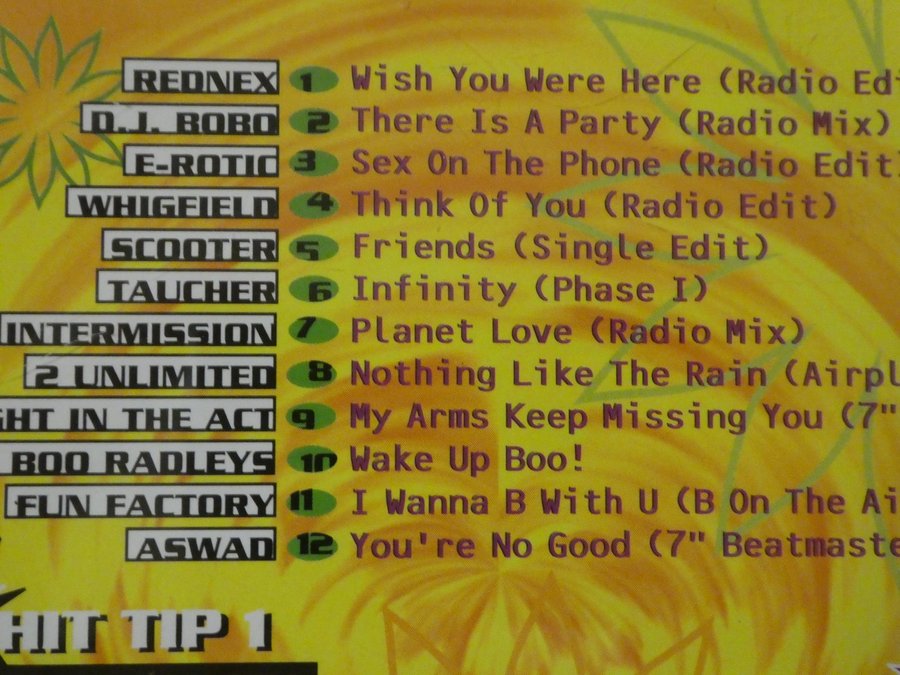 REDNEX 1 Wish You Were Here (Radio Edi
D.J. BOBO 2 There Is A Party (Radio Mix)
E-ROTIC 3 Sex On The Phone (Radio Edit)
WHIGFIELD 4 Think Of You (Radio Edit)
SCOOTER 5 Friends (Single Edit)
TAUCHER 6 Infinity (Phase I)
INTERMISSION 7 Planet Love (Radio Mix)
2 UNLIMITED 8 Nothing Like The Rain (Airpl
GHT IN THE ACT 9 My Arms Keep Missing You (7"
BOO RADLEYS 10 Wake Up Boo!
FUN FACTORY 11 I Wanna B With U (B On The Ai
ASWAD 12 You're No Good (7" Beatmaste
HIT TIP 1